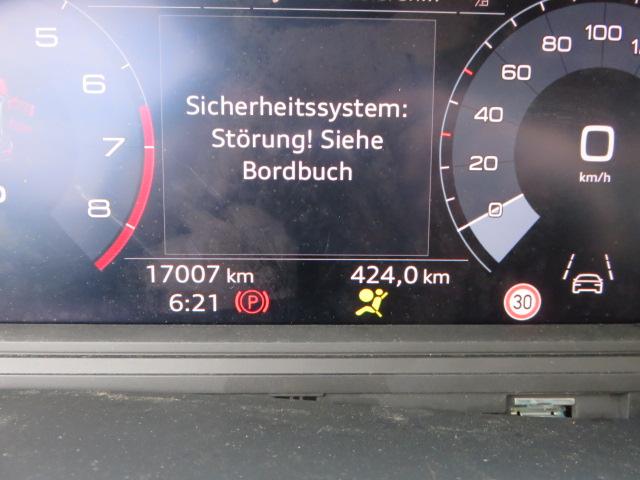 5
6
7
8
Sicherheitssystem:
Störung! Siehe
Bordbuch
100
80
60
40
20
0
0
km/h
17007 km
424,0 km
6:21
P
30